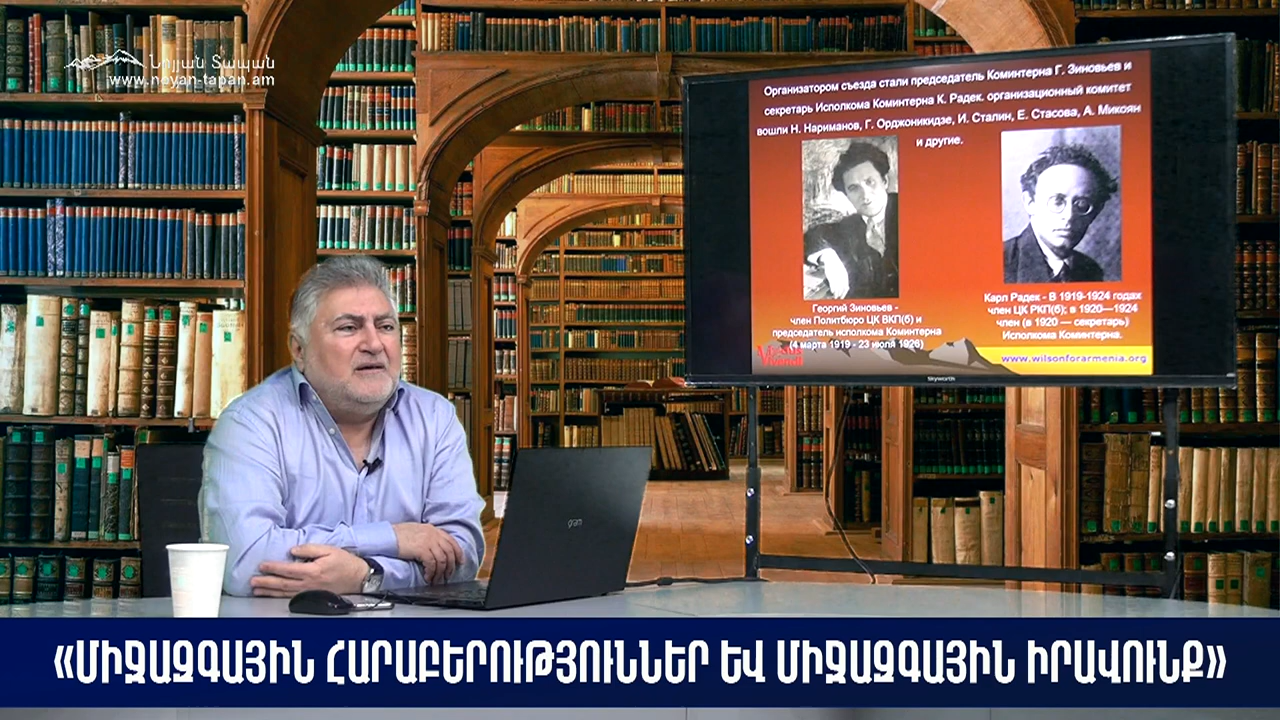 Նոյյան Տապան
www.noyan-tapan.am
Организатором съезда стали председатель Коминтерна Г. Зиновьев и
секретарь Исполкома Коминтерна К. Радек. организационный комитет
вошли Н. Нариманов, Г. Орджоникидзе, И. Сталин, Е. Стасова, А. Микоян
и другие.
Георгий Зиновьев -
член Политбюро ЦК ВКП(б) и
председатель исполкома Коминтерна
(4 марта 1919 - 23 июля 1926)
Карл Радек - В 1919-1924 годах
член ЦК РКП(б); в 1920—1924
член (в 1920 — секретарь)
Исполкома Коминтерна.
Modus
Vivendi
www.wilsonforarmenia.org
skyworth
gram
«ՄԻՋԱԶԳԱՅԻՆ ՀԱՐԱԲԵՐՈՒԹՅՈՒՆՆԵՐ ԵՎ ՄԻՋԱԶԳԱՅԻՆ ԻՐԱՎՈՒՆՔ»